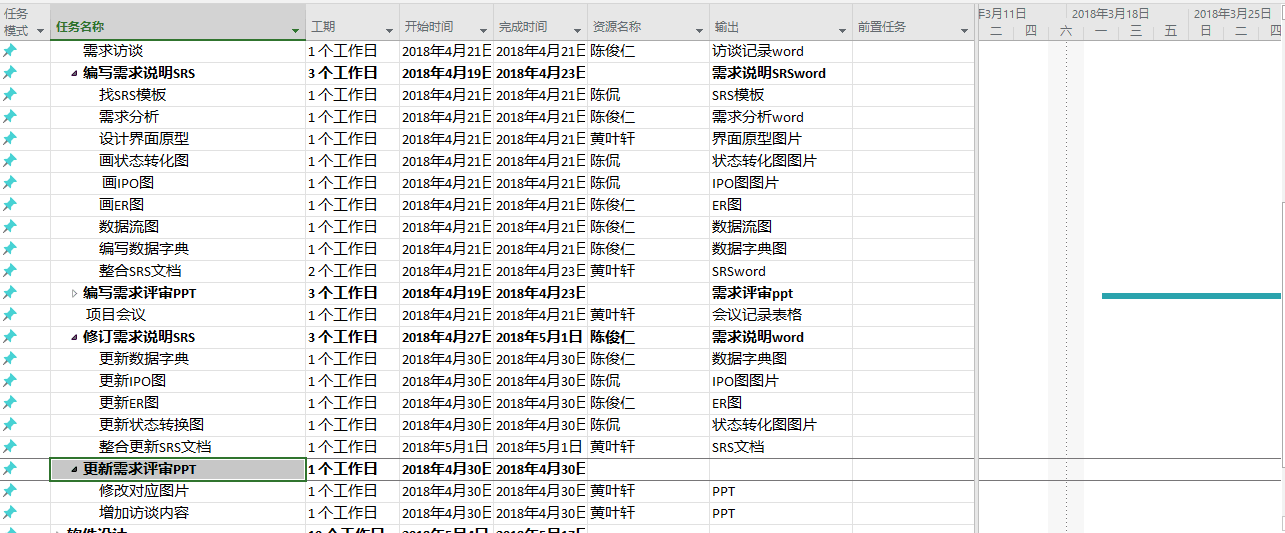 任务 年3月11日 2018年3月18日 2018年3月25日
模式 任务名称 工期 开始时间 完成时间 资源名称 输出 前置任务 二 四 六 一 三 五 日 二 四
需求访谈 1 个工作日 2018年4月21日 2018年4月21日 陈俊仁 访谈记录word
编写需求说明SRS 3 个工作日 2018年4月19日 2018年4月23日 需求说明SRSword
找SRS模板 1 个工作日 2018年4月21日 2018年4月21日 陈侃 SRS模板
需求分析 1 个工作日 2018年4月21日 2018年4月21日 陈俊仁 需求分析word
设计界面原型 1 个工作日 2018年4月21日 2018年4月21日 黄叶轩 界面原型图片
画状态转化图 1 个工作日 2018年4月21日 2018年4月21日 陈侃 状态转化图图片
画IPO图 1 个工作日 2018年4月21日 2018年4月21日 陈侃 IPO图图片
画ER图 1 个工作日 2018年4月21日 2018年4月21日 陈俊仁 ER图
数据流图 1 个工作日 2018年4月21日 2018年4月21日 陈俊仁 数据流图
编写数据字典 1 个工作日 2018年4月21日 2018年4月21日 陈俊仁 数据字典图
整合SRS文档 2 个工作日 2018年4月21日 2018年4月23日 黄叶轩 SRSword
编写需求评审PPT 3 个工作日 2018年4月19日 2018年4月23日 需求评审ppt
项目会议 1 个工作日 2018年4月21日 2018年4月21日 黄叶轩 会议记录表格
修订需求说明SRS 3 个工作日 2018年4月27日 2018年5月1日 陈俊仁 需求说明word
更新数据字典 1 个工作日 2018年4月30日 2018年4月30日 陈俊仁 数据字典图
更新IPO图 1 个工作日 2018年4月30日 2018年4月30日 陈侃 IPO图图片
更新ER图 1 个工作日 2018年4月30日 2018年4月30日 陈俊仁 ER图
更新状态转换图 1 个工作日 2018年4月30日 2018年4月30日 陈侃 状态转化图图片
整合更新SRS文档 1 个工作日 2018年5月1日 2018年5月1日 黄叶轩 SRS文档
更新需求评审PPT 1 个工作日 2018年4月30日 2018年4月30日
修改对应图片 1 个工作日 2018年4月30日 2018年4月30日 黄叶轩 PPT
增加访谈内容 1 个工作日 2018年4月30日 2018年4月30日 黄叶轩 PPT